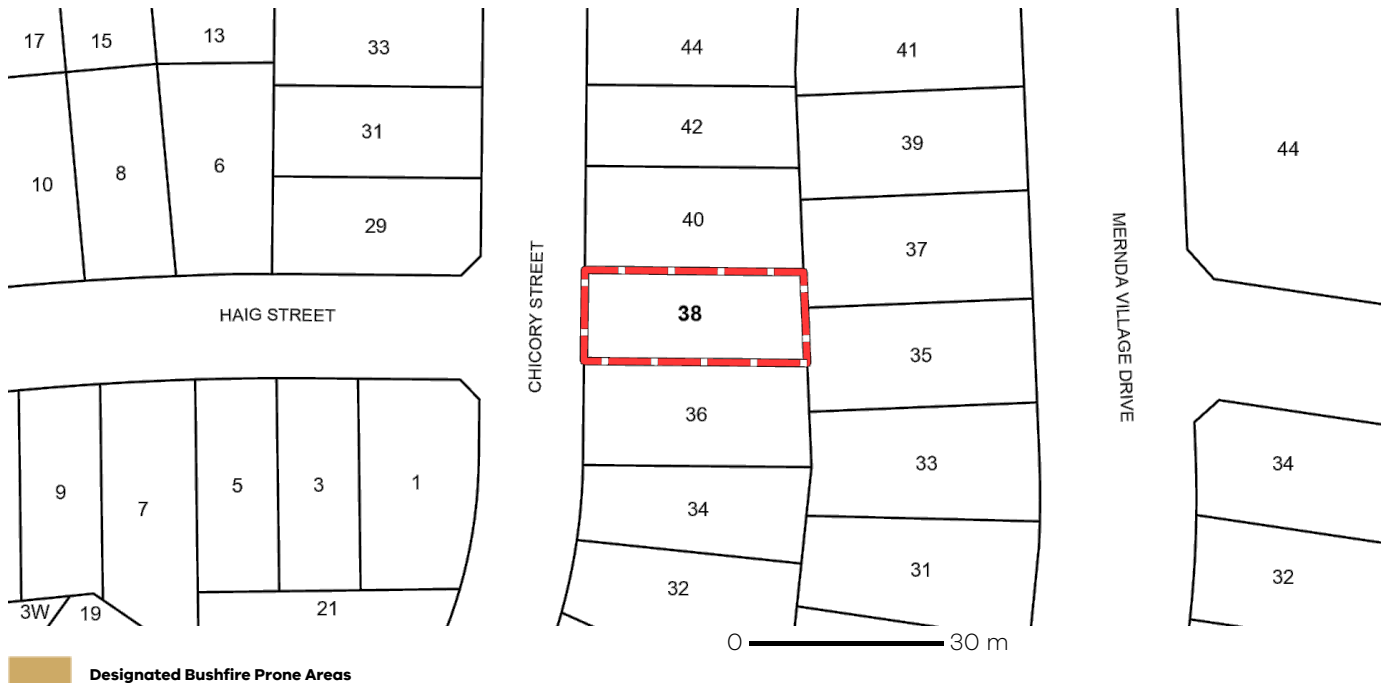 17 15 13 33 44 41
31 42 39 44
10 8 6
29 40 37
HAIG STREET
CHICORY STREET
38
MERNDA VILLAGE DRIVE
35
36
9 7 5 3 1 33 34
34
31 32
32
3W 19 21
0 30 m
Designated Bushfire Prone Areas